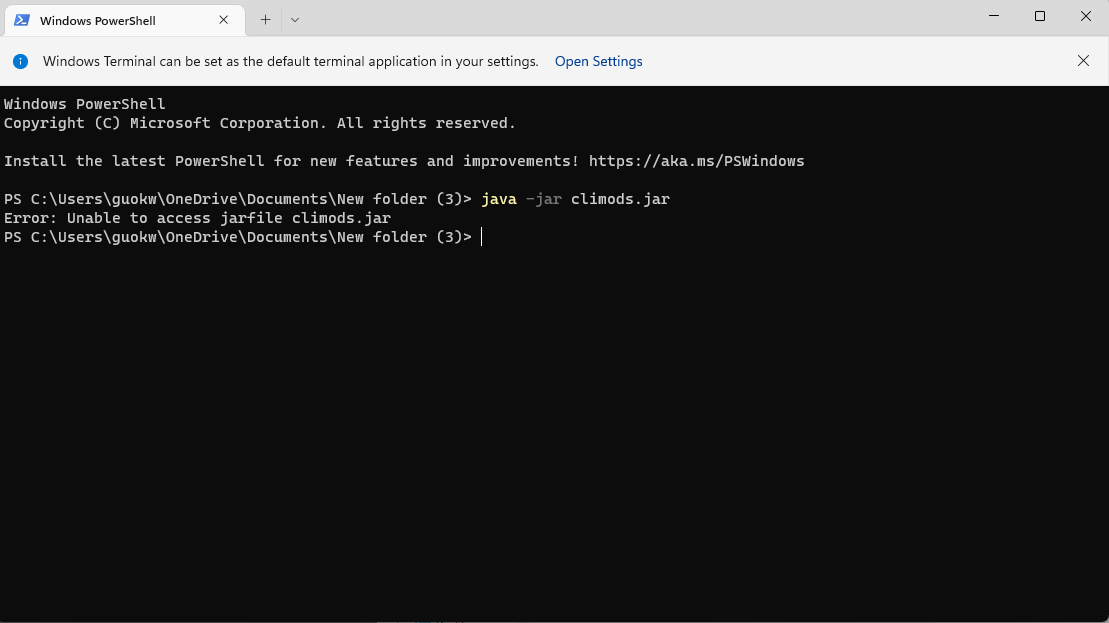 Windows PowerShell
Windows Terminal can be set as the default terminal application in your settings. Open Settings
Windows PowerShell
Copyright (C) Microsoft Corporation. All rights reserved.
Install the latest PowerShell for new features and improvements! https://aka.ms/PSWindows
PS C:\Users\guokw\OneDrive\Documents\New folder (3)> java -jar climods.jar
Error: Unable to access jarfile climods.jar
PS C:\Users\guokw\OneDrive\Documents\New folder (3)>